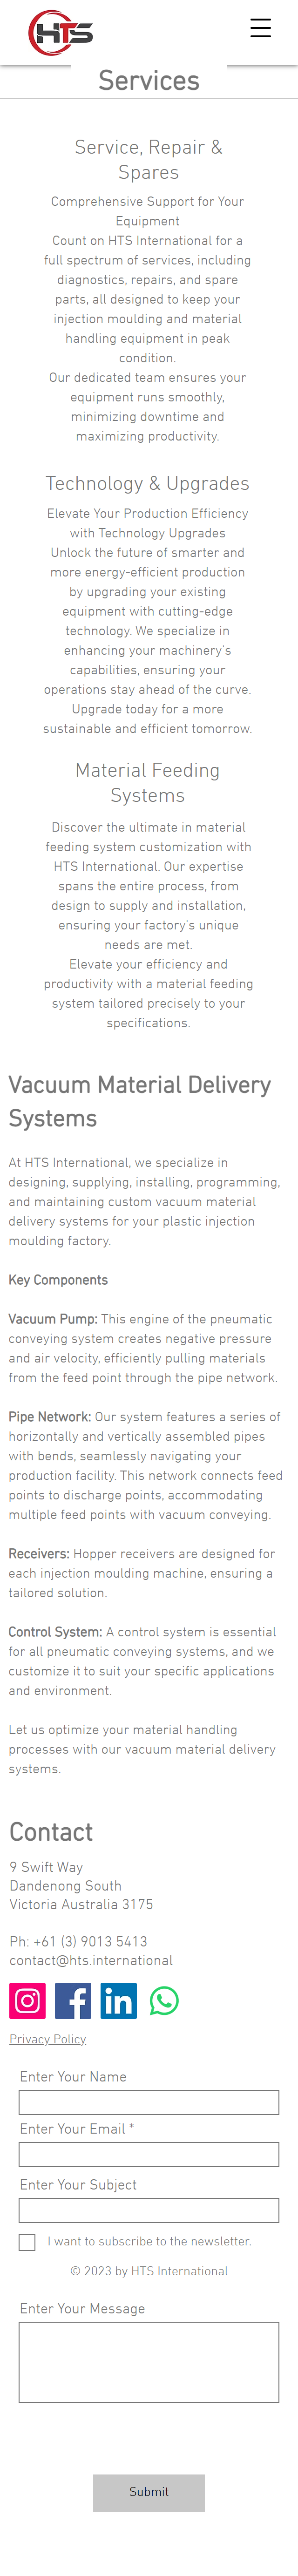 HTS
Services
Service, Repair &
Spares
Comprehensive Support for Your
Equipment
Count on HTS International for a
full spectrum of services, including
diagnostics, repairs, and spare
parts, all designed to keep your
injection moulding and material
handling equipment in peak
condition.
Our dedicated team ensures your
equipment runs smoothly,
minimizing downtime and
maximizing productivity.
Technology & Upgrades
Elevate Your Production Efficiency
with Technology Upgrades
Unlock the future of smarter and
more energy-efficient production
by upgrading your existing
equipment with cutting-edge
technology. We specialize in
enhancing your machinery's
capabilities, ensuring your
operations stay ahead of the curve.
Upgrade today for a more
sustainable and efficient tomorrow.
Material Feeding
Systems
Discover the ultimate in material
feeding system customization with
HTS International. Our expertise
spans the entire process, from
design to supply and installation,
ensuring your factory's unique
needs are met.
Elevate your efficiency and
productivity with a material feeding
system tailored precisely to your
specifications.
Vacuum Material Delivery
Systems
At HTS International, we specialize in
designing, supplying, installing, programming,
and maintaining custom vacuum material
delivery systems for your plastic injection
moulding factory.
Key Components
Vacuum Pump: This engine of the pneumatic
conveying system creates negative pressure
and air velocity, efficiently pulling materials
from the feed point through the pipe network.
Pipe Network: Our system features a series of
horizontally and vertically assembled pipes
with bends, seamlessly navigating your
production facility. This network connects feed
points to discharge points, accommodating
multiple feed points with vacuum conveying.
Receivers: Hopper receivers are designed for
each injection moulding machine, ensuring a
tailored solution.
Control System: A control system is essential
for all pneumatic conveying systems, and we
customize it to suit your specific applications
and environment.
Let us optimize your material handling
processes with our vacuum material delivery
systems.
Contact
9 Swift Way
Dandenong South
Victoria Australia 3175
Ph: +61 (3) 9013 5413
contact@hts.international
Privacy Policy
Enter Your Name
Enter Your Email *
Enter Your Subject
I want to subscribe to the newsletter.
© 2023 by HTS International
Enter Your Message
Submit